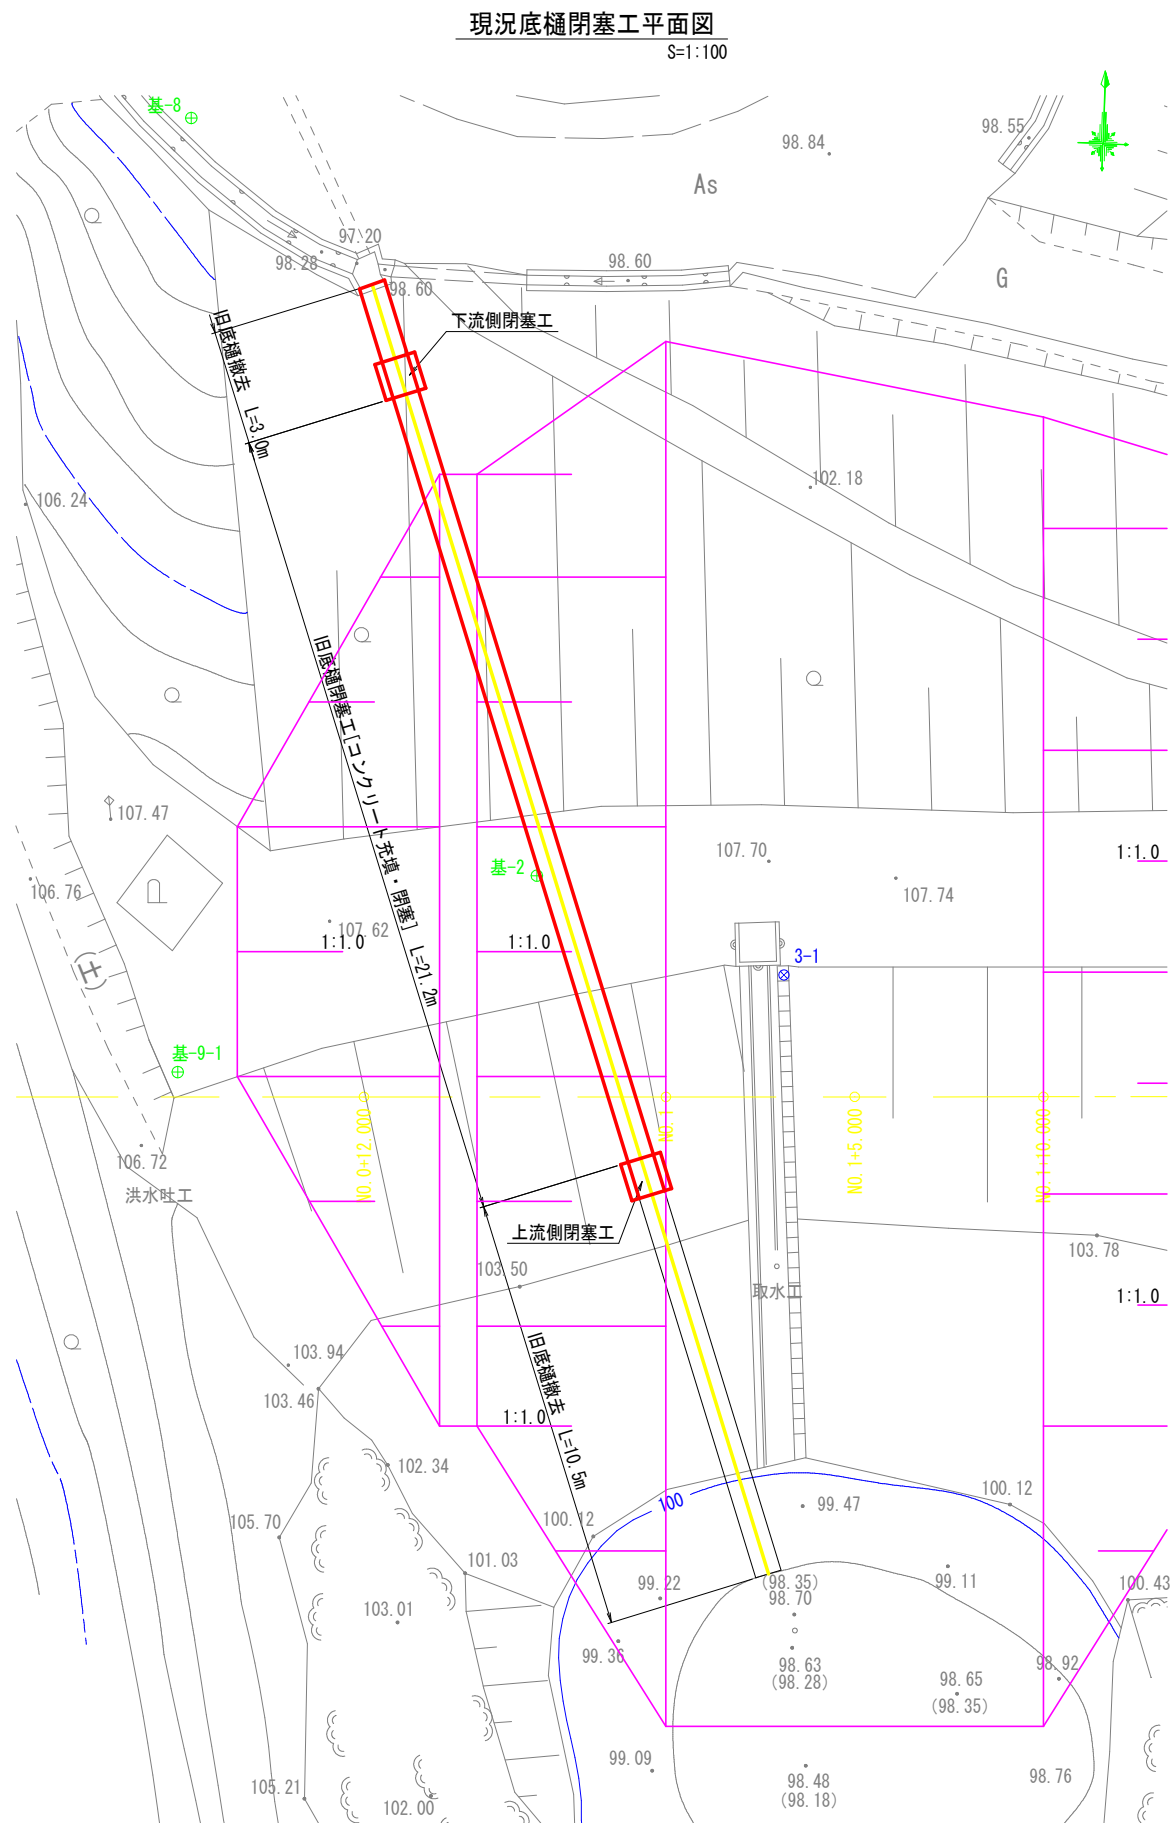 現況底樋閉塞工平面図
S=1:100
基-8
98.55
98.84
As
97.20
98.28
98.60
98.60
G
下流側閉塞工
旧底樋撤去 L=3.0m
102.18
106.24
旧底樋閉塞工[コンクリート充填・閉塞] L=21.2m
107.47
107.70
1:1.0
基-2
106.76
107.74
P
107.62
1:1.0
1:1.0
3-1
(土)
基-9-1
NO.0+12.000
NO.1
NO.1+5.000
NO.1+10.000
106.72
洪水吐工
上流側閉塞工
103.78
103.50
取水工
1:1.0
旧底樋撤去 L=10.5m
103.94
103.46
1:1.0
102.34
100
99.47
100.12
100.12
105.70
101.03
99.22
(98.35)
98.70
99.11
100.43
103.01
99.36
98.63
(98.28)
98.92
98.65
(98.35)
99.09
98.48
(98.18)
98.76
105.21
102.00